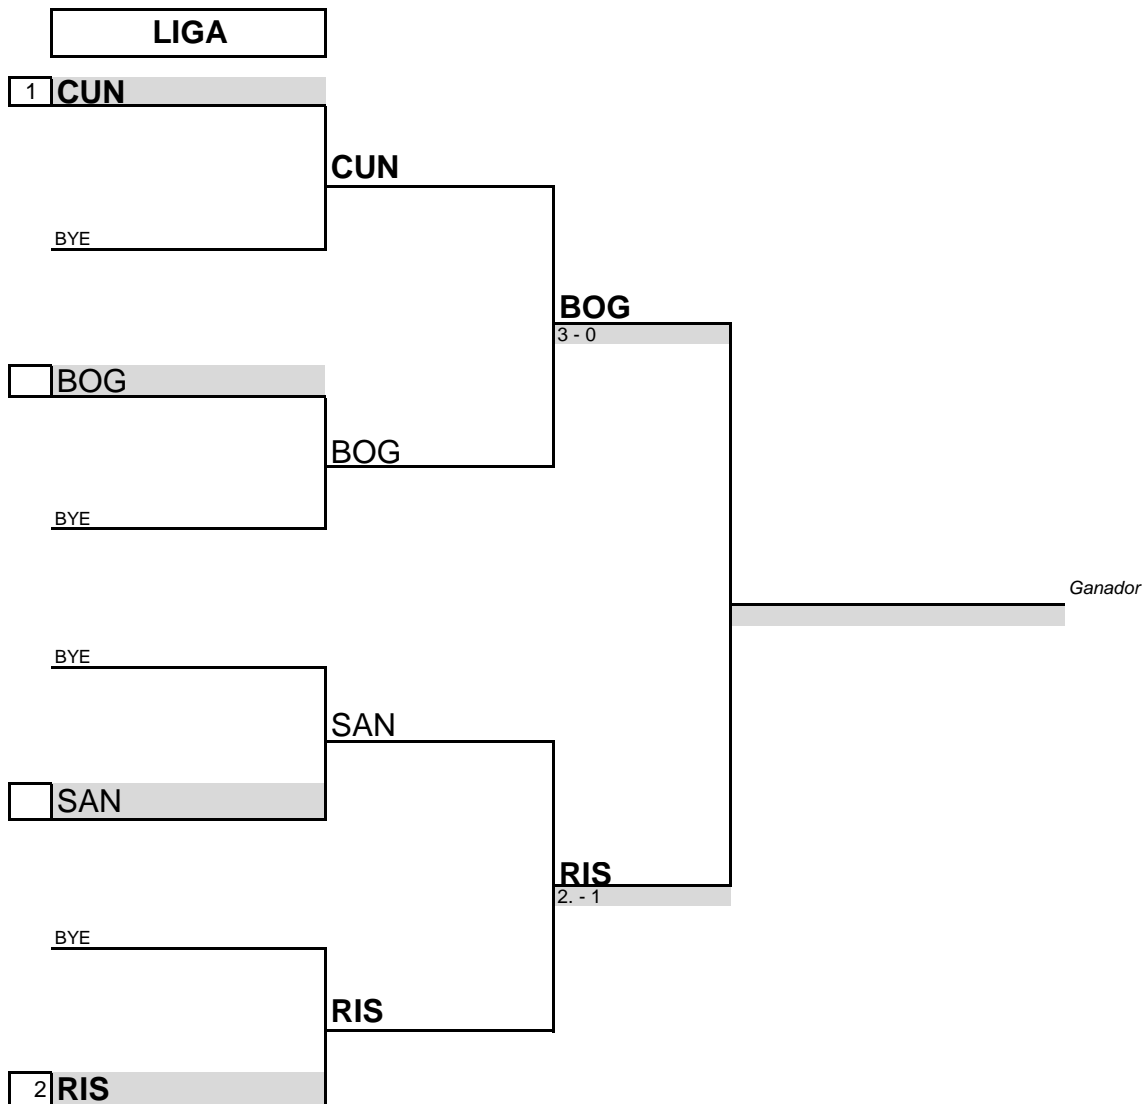 LIGA
1 CUN
CUN
BYE
BOG
3 - 0
BOG
BOG
BYE
Ganador
BYE
SAN
SAN
RIS
2. - 1
BYE
RIS
2 RIS